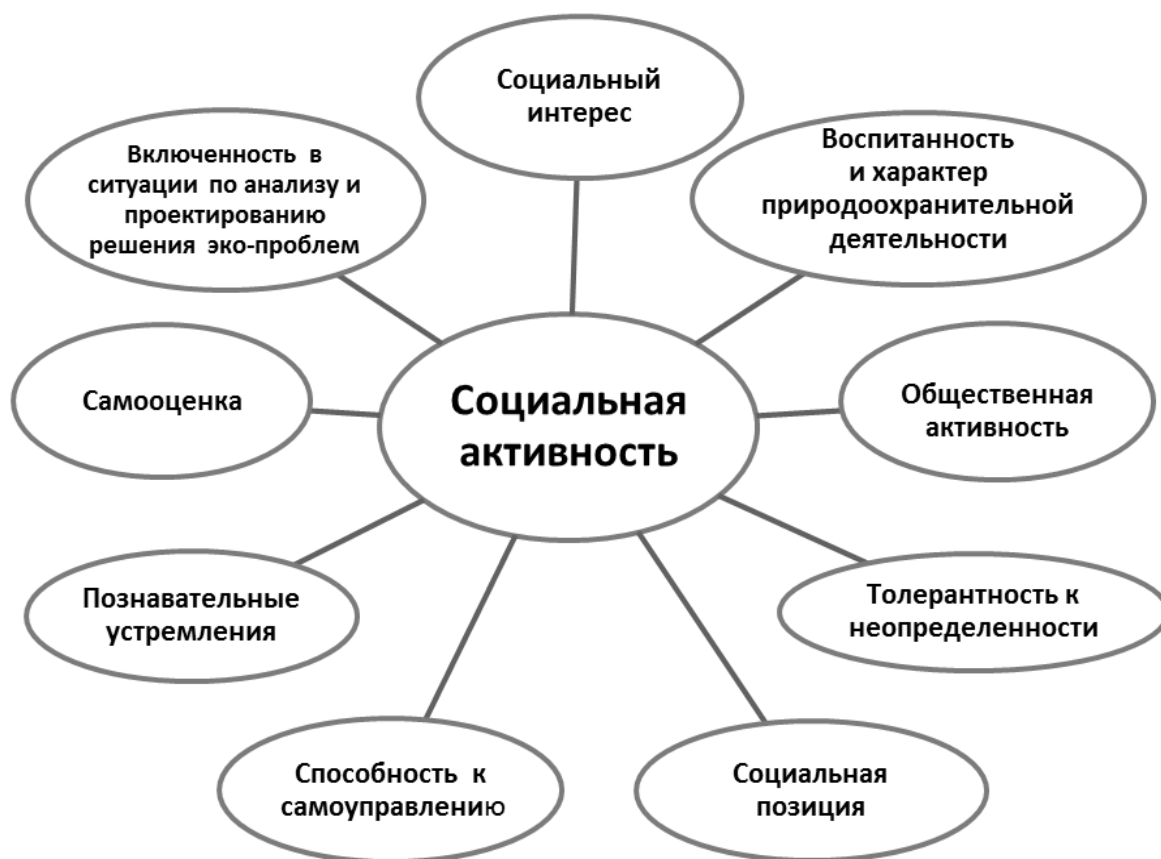 Социальный
интерес
Воспитанность
и характер
природоохранительной
деятельности
Включенность в
ситуации по анализу и
проектированию
решения эко-проблем
Самооценка
Социальная
активность
Общественная
активность
Познавательные
устремления
Толерантность к
неопределенности
Способность к
самоуправлению
Социальная
позиция